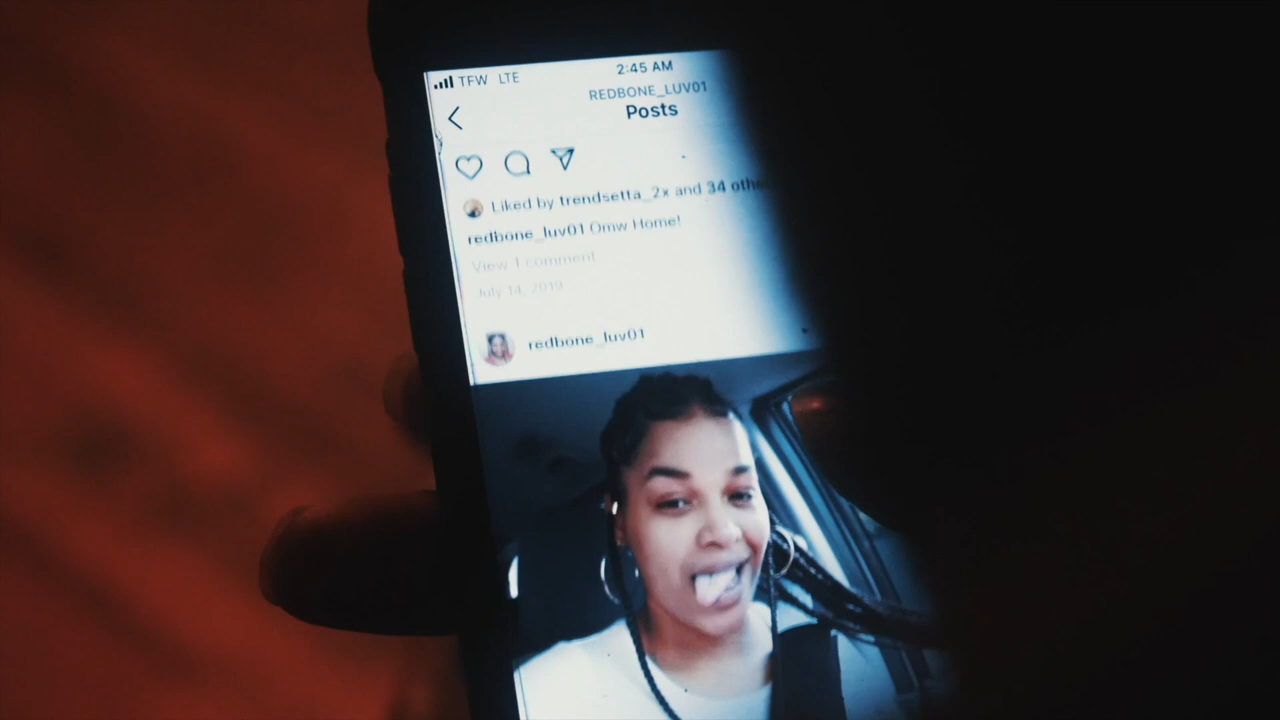 TFW LTE 2:45 AM
REDBONE_LUV01
Posts
Liked by trendsetta_2x and 34 othe
redbone_luv01 Omw Home!
View 1 comment
July 14, 2019
redbone_luv01